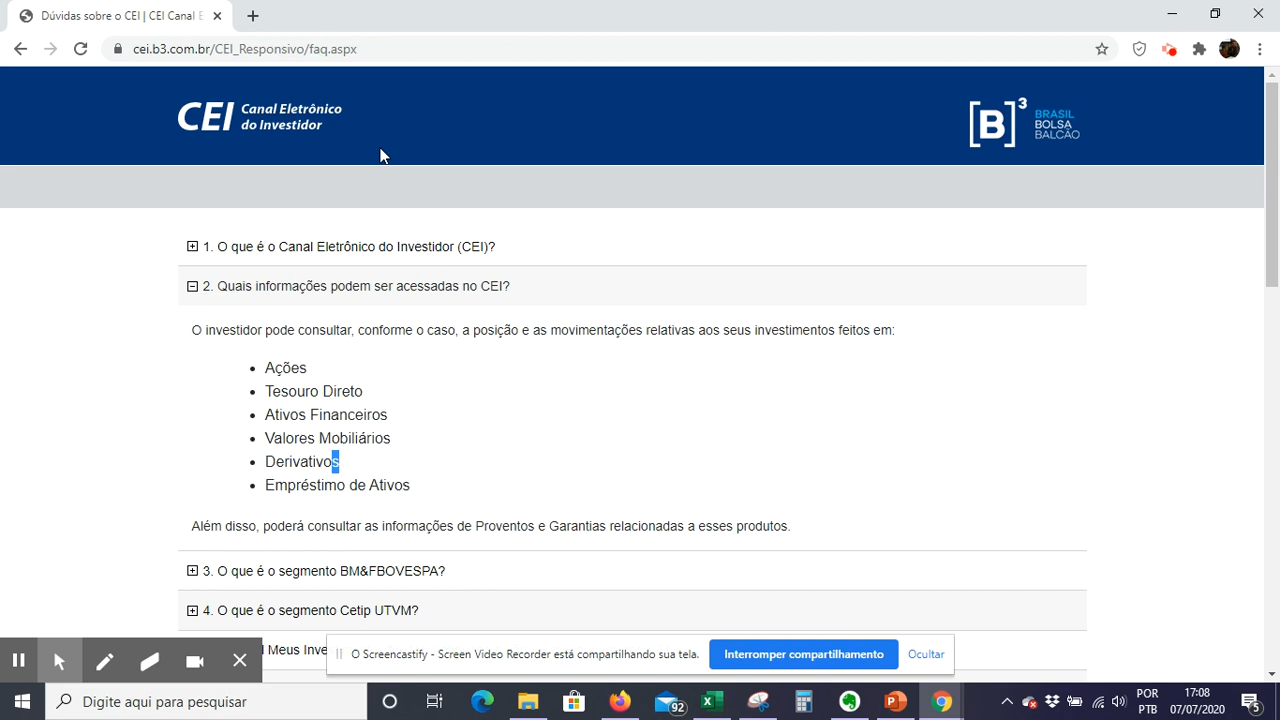 Dúvidas sobre o CEI | CEI Canal E
cei.b3.com.br/CEI_Responsivo/faq.aspx
CEI Canal Eletrônico do Investidor
[B]³ BRASIL BOLSA BALCÃO
1. O que é o Canal Eletrônico do Investidor (CEI)?
2. Quais informações podem ser acessadas no CEI?
O investidor pode consultar, conforme o caso, a posição e as movimentações relativas aos seus investimentos feitos em:
• Ações
• Tesouro Direto
• Ativos Financeiros
• Valores Mobiliários
• Derivativos
• Empréstimo de Ativos
Além disso, poderá consultar as informações de Proventos e Garantias relacionadas a esses produtos.
3. O que é o segmento BM&FBOVESPA?
4. O que é o segmento Cetip UTVM?
l Meus Inve
O Screencastify - Screen Video Recorder está compartilhando sua tela.
Interromper compartilhamento
Ocultar
Digite aqui para pesquisar
92
POR
PTB
17:08
07/07/2020
5